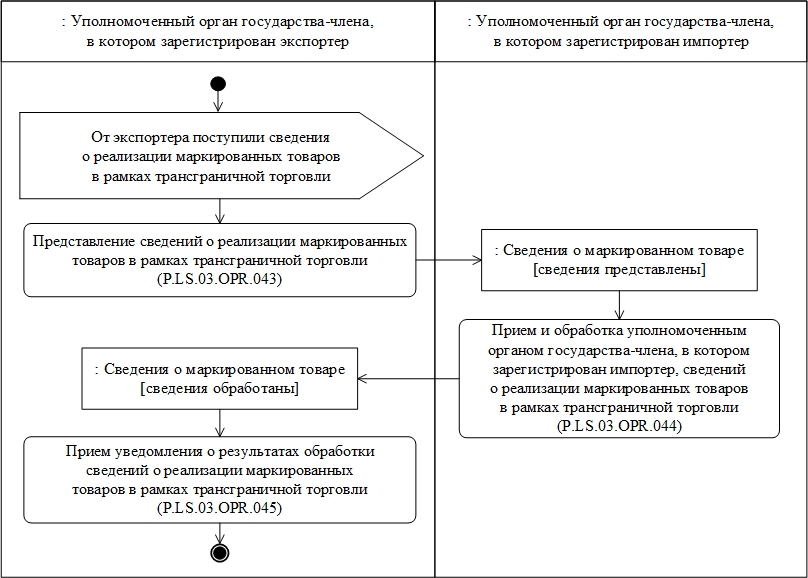 : Уполномоченный орган государства-члена,
в котором зарегистрирован экспортер
: Уполномоченный орган государства-члена,
в котором зарегистрирован импортер
От экспортера поступили сведения
о реализации маркированных товаров
в рамках трансграничной торговли
Представление сведений о реализации маркированных
товаров в рамках трансграничной торговли
(P.LS.03.OPR.043)
: Сведения о маркированном товаре
[сведения представлены]
Прием и обработка уполномоченным
органом государства-члена, в котором
зарегистрирован импортер, сведений
о реализации маркированных товаров
в рамках трансграничной торговли
(P.LS.03.OPR.044)
: Сведения о маркированном товаре
[сведения обработаны]
Прием уведомления о результатах обработки
сведений о реализации маркированных
товаров в рамках трансграничной торговли
(P.LS.03.OPR.045)